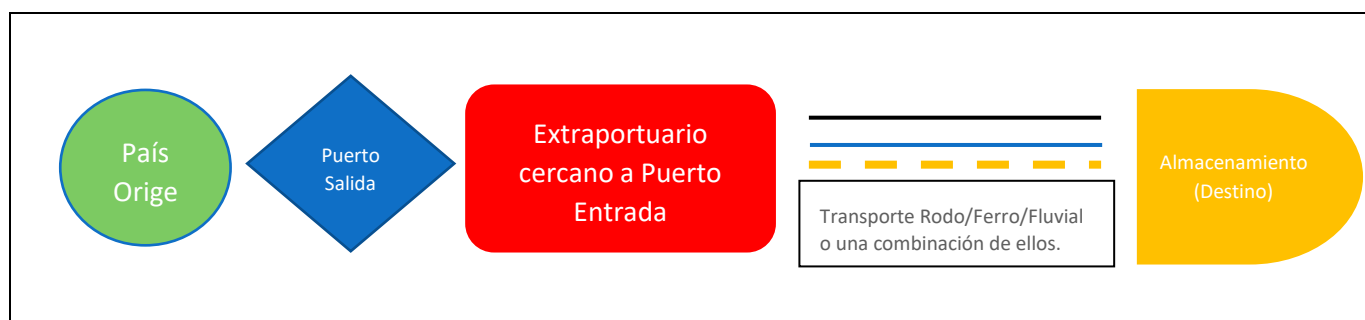 País
Orige
Puerto
Salida
Extraportuario
cercano a Puerto
Entrada
Transporte Rodo/Ferro/Fluvial
o una combinación de ellos.
Almacenamiento
(Destino)